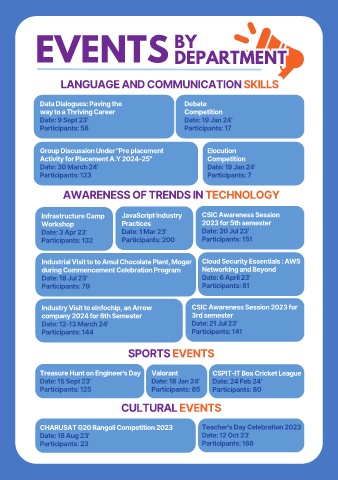 EVENTS BY
DEPARTMENT
LANGUAGE AND COMMUNICATION SKILLS
Data Dialogues: Paving the
way to a Thriving Career
Date: 9 Sept 23'
Participants: 58
Debate
Competition
Date: 19 Jan 24'
Participants: 17
Group Discussion Under "Pre placement
Activity for Placement A.Y 2024-25"
Date: 30 March 24'
Participants: 123
Elocution
Competition
Date: 19 Jan 24'
Participants: 7
AWARENESS OF TRENDS IN TECHNOLOGY
Infrastructure Camp
Workshop
Date: 3 Apr 23'
Participants: 132
JavaScript Industry
Practices
Date: 1 Mar 23'
Participants: 200
CSIC Awareness Session
2023 for 5th semester
Date: 20 Jul 23'
Participants: 151
Industrial Visit to to Amul Chocolate Plant, Mogar
during Commencement Celebration Program
Date: 18 Jul 23'
Participants: 79
Cloud Security Essentials : AWS
Networking and Beyond
Date: 6 April 23'
Participants: 81
Industry Visit to eInfochip, an Arrow
company 2024 for 6th Semester
Date: 12-13 March 24'
Participants: 144
CSIC Awareness Session 2023 for
3rd semester
Date: 21 Jul 23'
Participants: 141
SPORTS EVENTS
Treasure Hunt on Engineer's Day
Date: 15 Sept 23'
Participants: 125
Valorant
Date: 18 Jan 24'
Participants: 85
CSPIT-IT Box Cricket League
Date: 24 Feb 24'
Participants: 80
CULTURAL EVENTS
CHARUSAT G20 Rangoli Competition 2023
Date: 18 Aug 23'
Participants: 23
Teacher's Day Celebration 2023
Date: 12 Oct 23'
Participants: 168